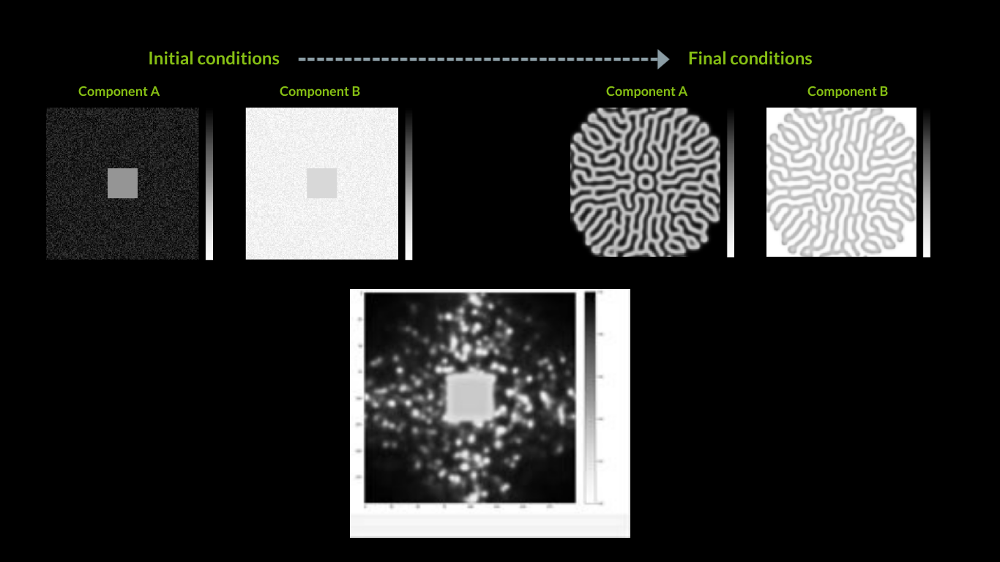 Initial conditions
Final conditions
Component A
Component B
Component A
Component B